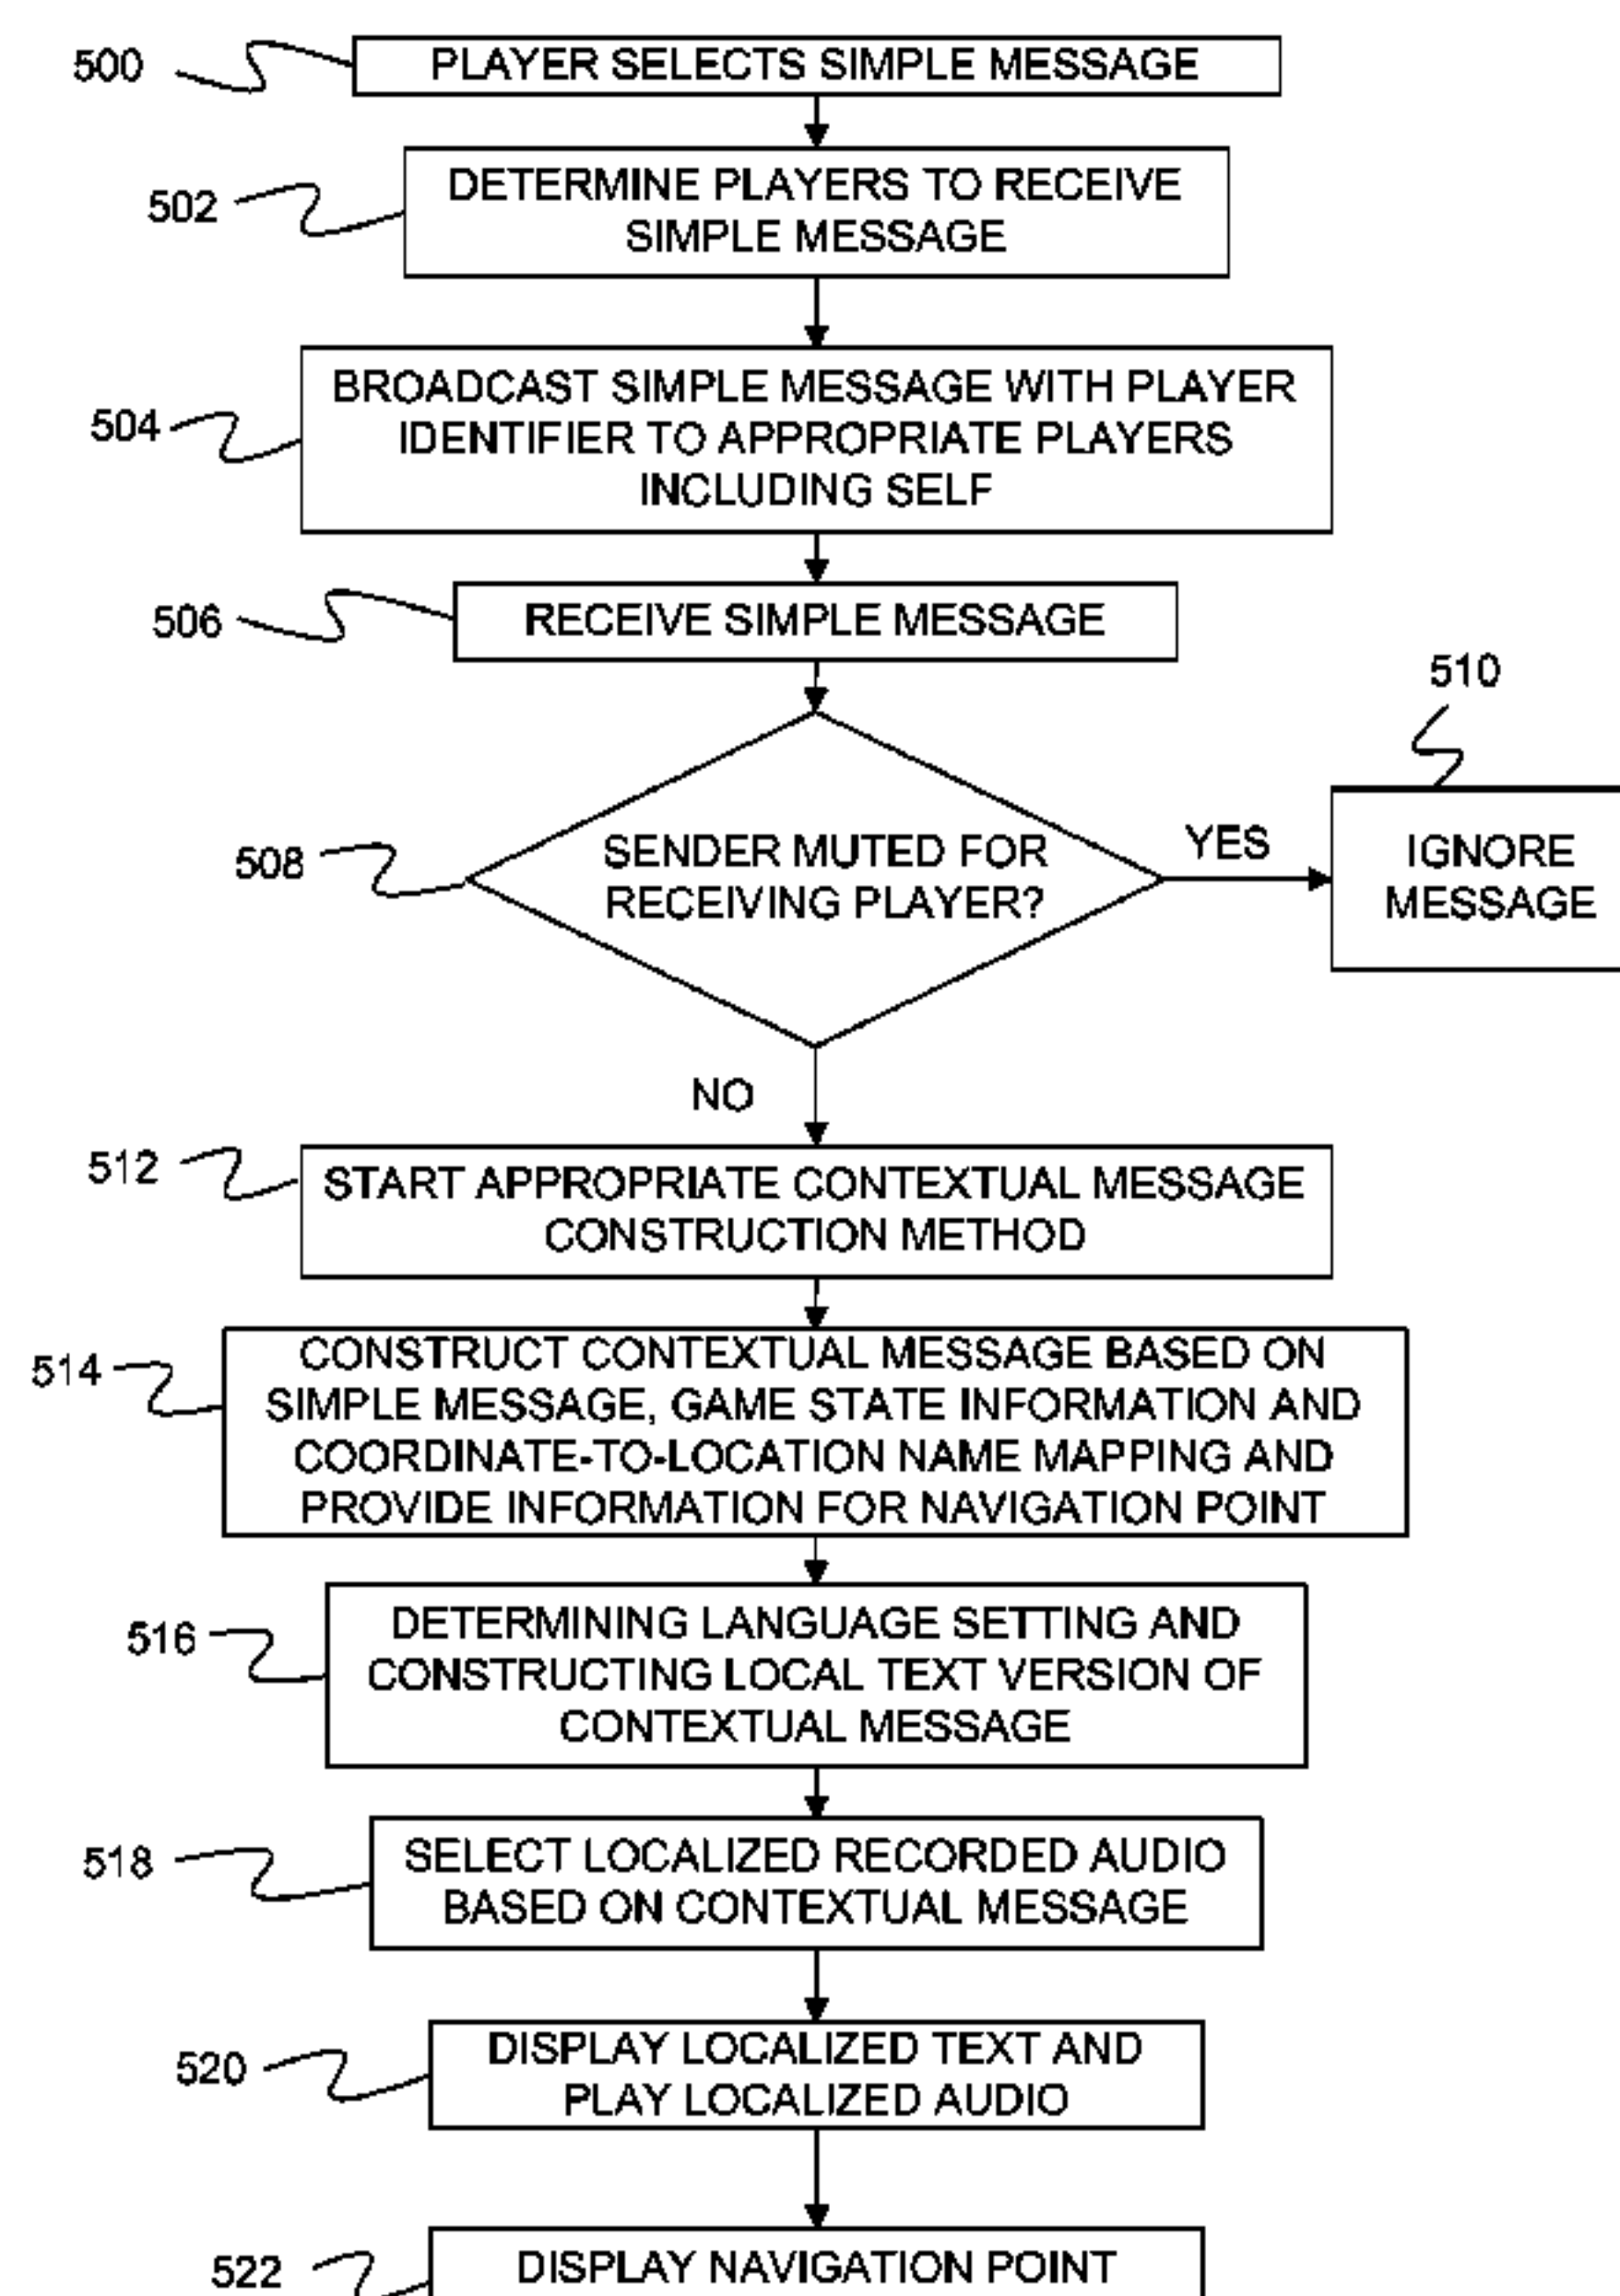 500
PLAYER SELECTS SIMPLE MESSAGE
502
DETERMINE PLAYERS TO RECEIVE
SIMPLE MESSAGE
504
BROADCAST SIMPLE MESSAGE WITH PLAYER
IDENTIFIER TO APPROPRIATE PLAYERS
INCLUDING SELF
506
RECEIVE SIMPLE MESSAGE
508
SENDER MUTED FOR
RECEIVING PLAYER?
YES
510
IGNORE
MESSAGE
NO
512
START APPROPRIATE CONTEXTUAL MESSAGE
CONSTRUCTION METHOD
514
CONSTRUCT CONTEXTUAL MESSAGE BASED ON
SIMPLE MESSAGE, GAME STATE INFORMATION AND
COORDINATE-TO-LOCATION NAME MAPPING AND
PROVIDE INFORMATION FOR NAVIGATION POINT
516
DETERMINING LANGUAGE SETTING AND
CONSTRUCTING LOCAL TEXT VERSION OF
CONTEXTUAL MESSAGE
518
SELECT LOCALIZED RECORDED AUDIO
BASED ON CONTEXTUAL MESSAGE
520
DISPLAY LOCALIZED TEXT AND
PLAY LOCALIZED AUDIO
522
DISPLAY NAVIGATION POINT